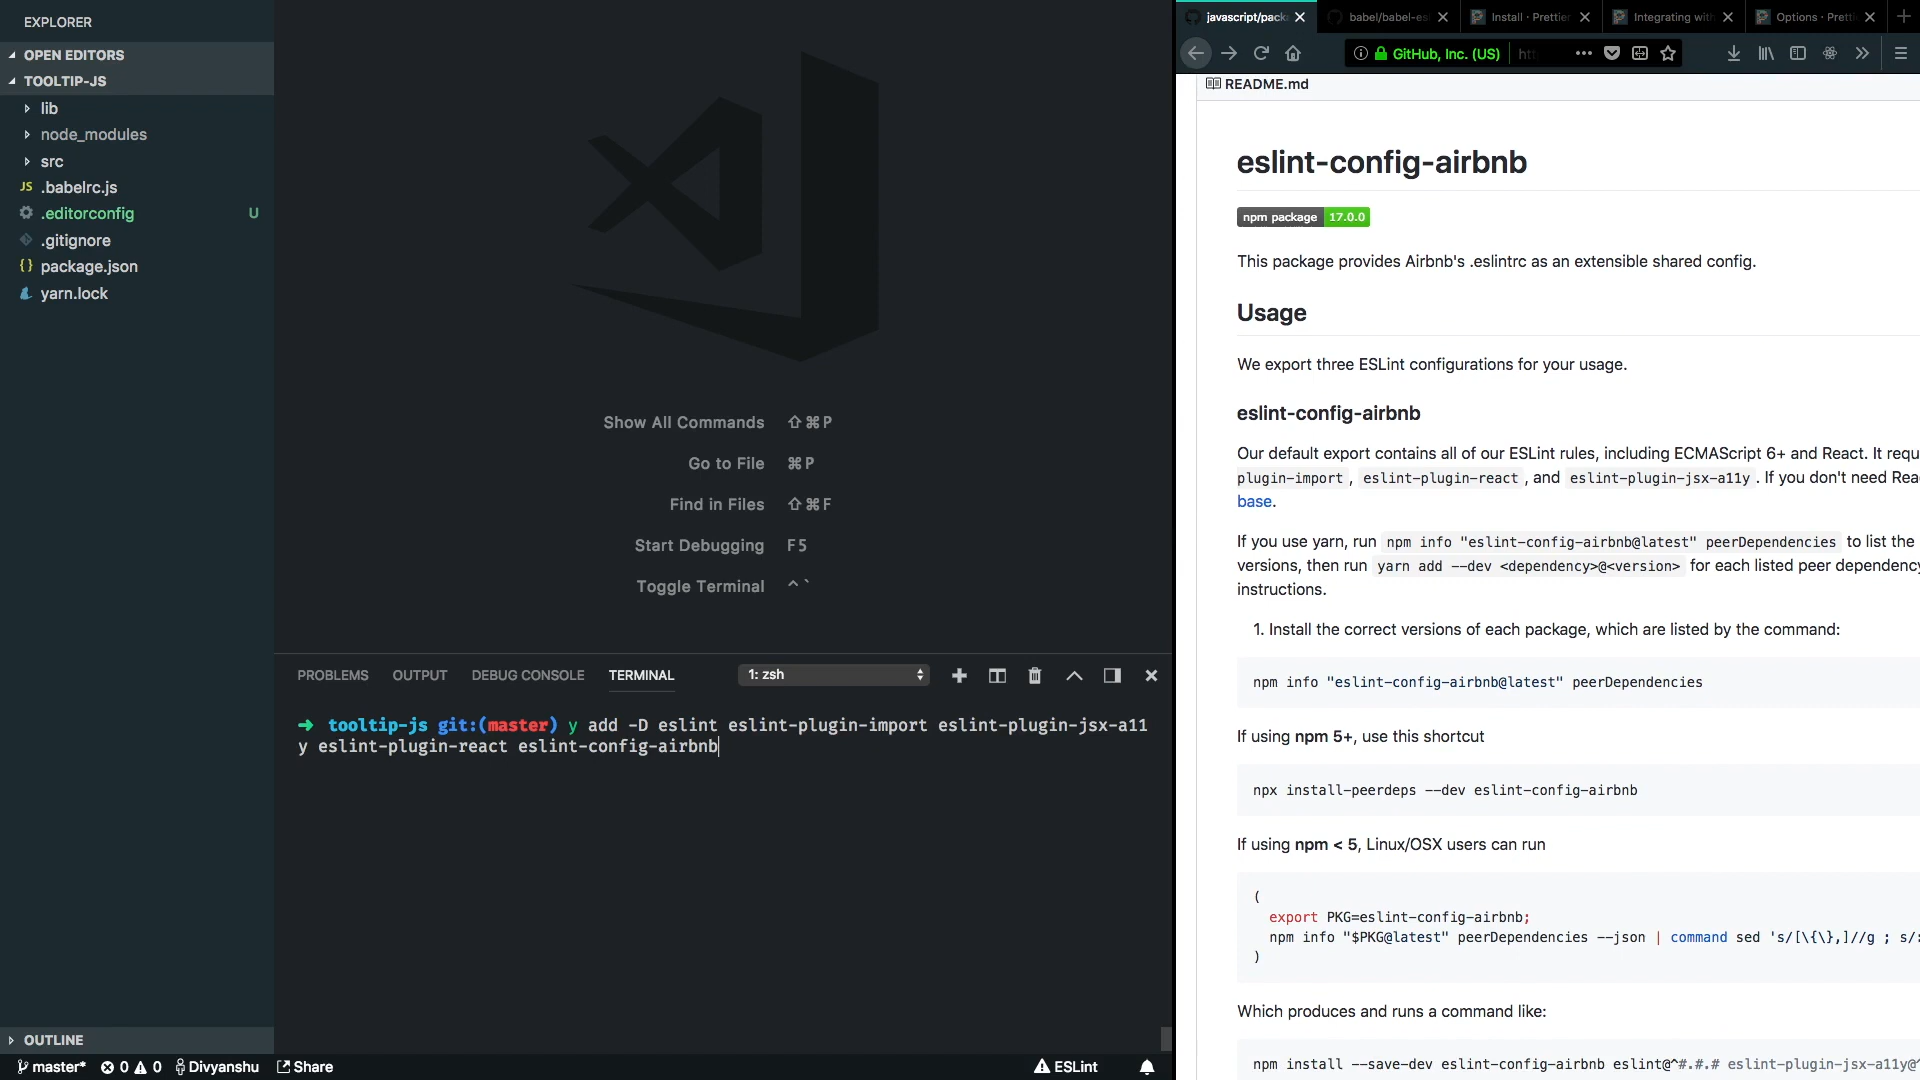 EXPLORER
OPEN EDITORS
TOOLTIP-JS
lib
node_modules
src
JS .babelrc.js
.editorconfig U
.gitignore
{} package.json
yarn.lock
OUTLINE
Show All Commands ⇧⌘P
Go to File ⌘P
Find in Files ⇧⌘F
Start Debugging F5
Toggle Terminal ^`
PROBLEMS OUTPUT DEBUG CONSOLE TERMINAL 1: zsh
➜ tooltip-js git:(master) y add -D eslint eslint-plugin-import eslint-plugin-jsx-a11
y eslint-plugin-react eslint-config-airbnb
master* 0 0 Divyanshu Share ESLint
javascript/pack babel/babel-es Install · Prettier Integrating with Options · Pretti
GitHub, Inc. (US) htt
README.md
eslint-config-airbnb
npm package 17.0.0
This package provides Airbnb's .eslintrc as an extensible shared config.
Usage
We export three ESLint configurations for your usage.
eslint-config-airbnb
Our default export contains all of our ESLint rules, including ECMAScript 6+ and React. It requ
plugin-import, eslint-plugin-react, and eslint-plugin-jsx-a11y. If you don't need Rea
base.
If you use yarn, run npm info "eslint-config-airbnb@latest" peerDependencies to list the
versions, then run yarn add --dev <dependency>@<version> for each listed peer dependency
instructions.
1. Install the correct versions of each package, which are listed by the command:
npm info "eslint-config-airbnb@latest" peerDependencies
If using npm 5+, use this shortcut
npx install-peerdeps --dev eslint-config-airbnb
If using npm < 5, Linux/OSX users can run
(
export PKG=eslint-config-airbnb;
npm info "$PKG@latest" peerDependencies --json | command sed 's/[\{\},]//g ; s/:
)
Which produces and runs a command like:
npm install --save-dev eslint-config-airbnb eslint@^#.#.# eslint-plugin-jsx-a11y@^